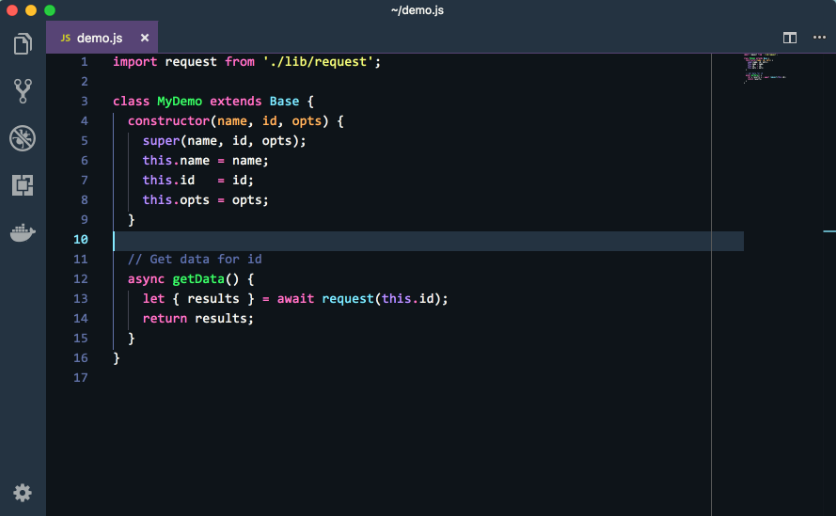 ~/demo.js
JS demo.js ×
1 import request from './lib/request';
2
3 class MyDemo extends Base {
4 constructor(name, id, opts) {
5 super(name, id, opts);
6 this.name = name;
7 this.id   = id;
8 this.opts = opts;
9 }
10
11 // Get data for id
12 async getData() {
13 let { results } = await request(this.id);
14 return results;
15 }
16 }
17